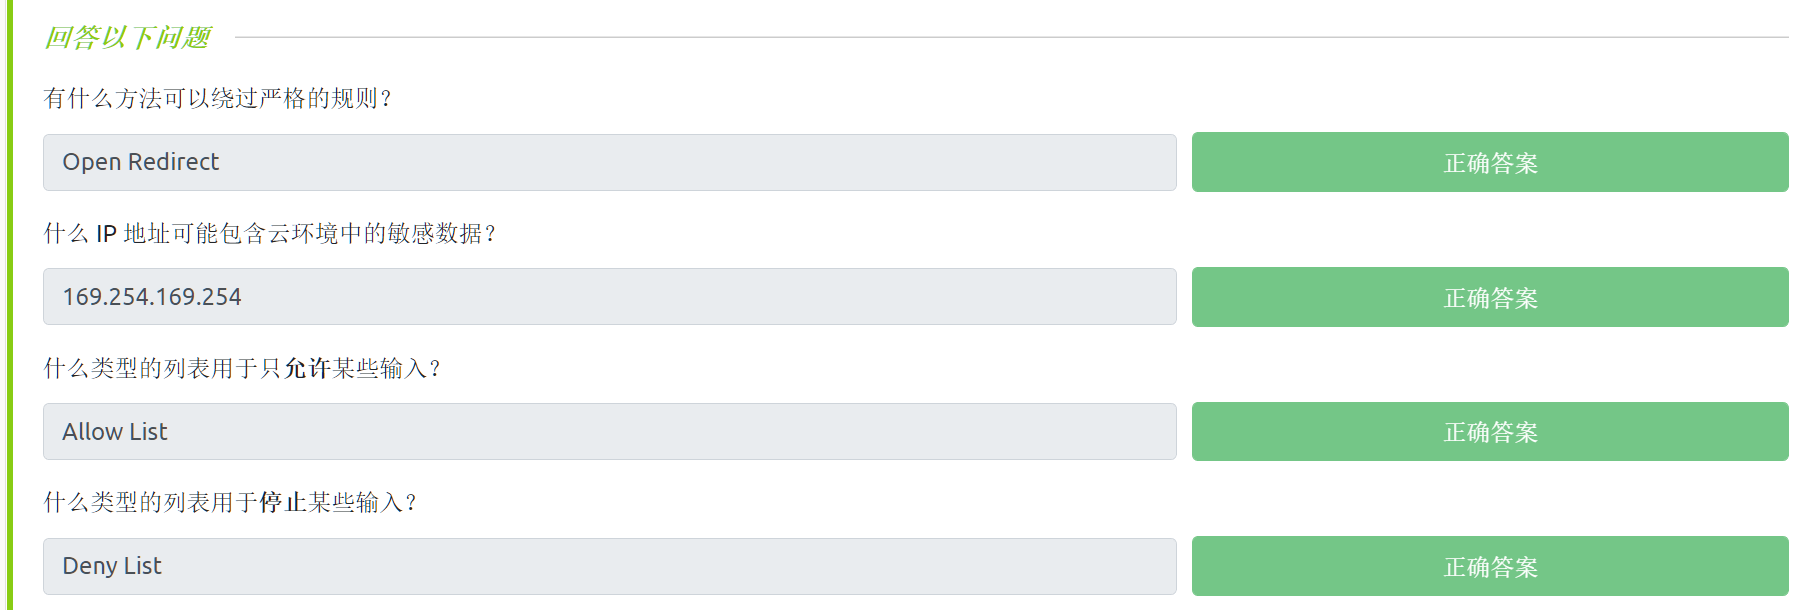 回答以下问题
有什么方法可以绕过严格的规则？
Open Redirect
正确答案
什么 IP 地址可能包含云环境中的敏感数据？
169.254.169.254
正确答案
什么类型的列表用于只允许某些输入？
Allow List
正确答案
什么类型的列表用于停止某些输入？
Deny List
正确答案